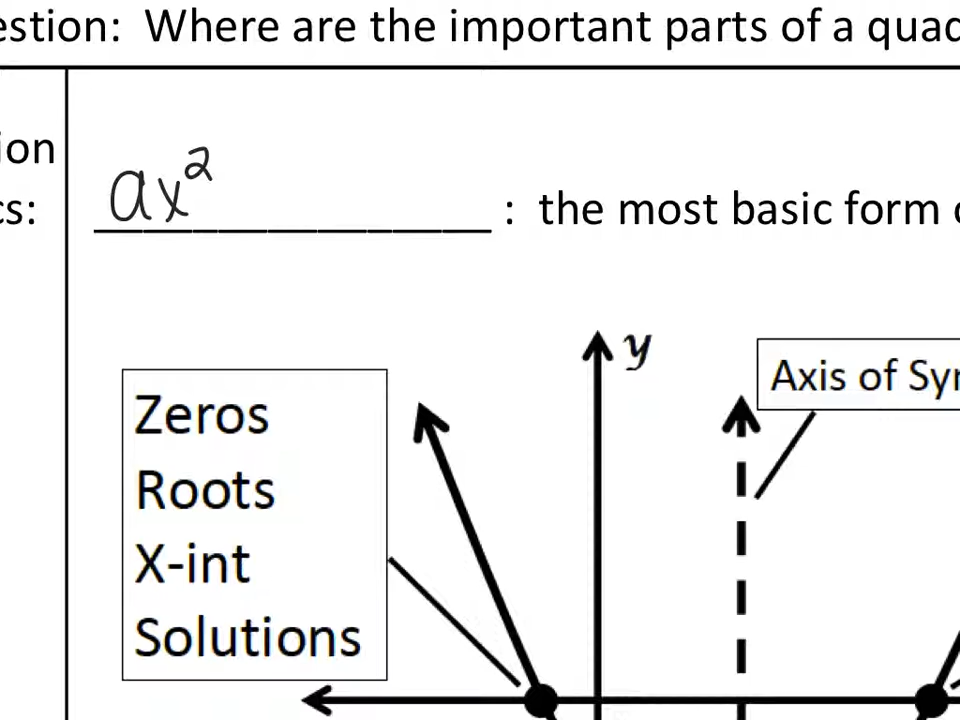 estion: Where are the important parts of a quad
ion
cs:
ax² : the most basic form
y
Axis of Syr
Zeros
Roots
X-int
Solutions